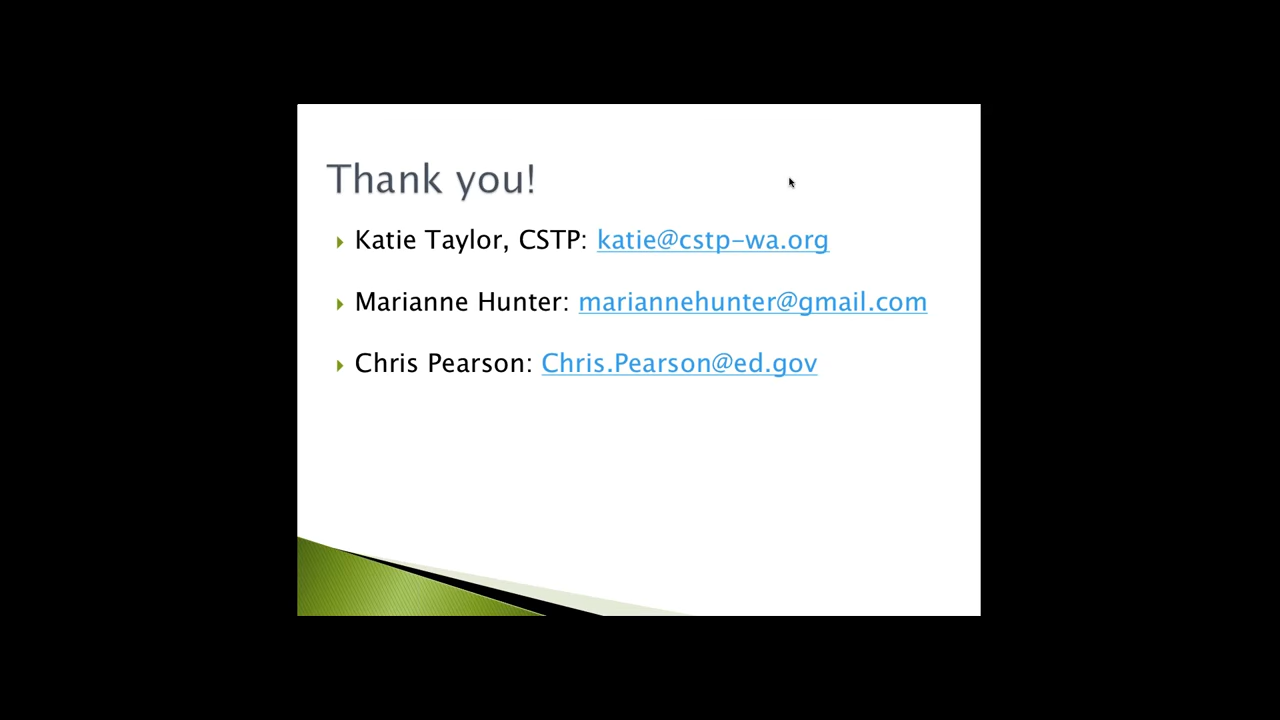 Thank you!
Katie Taylor, CSTP: katie@cstp-wa.org
Marianne Hunter: mariannehunter@gmail.com
Chris Pearson: Chris.Pearson@ed.gov